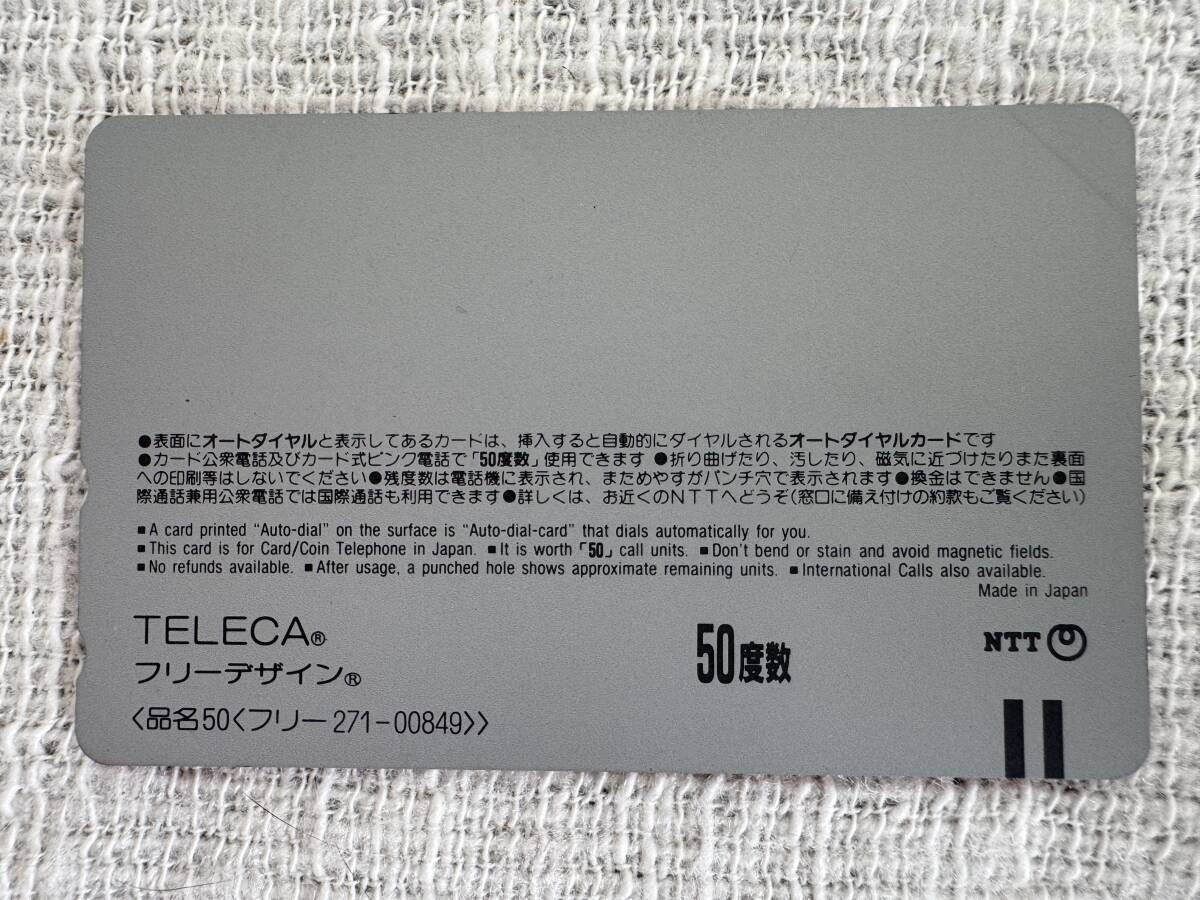 ●表面にオートダイヤルと表示してあるカードは、挿入すると自動的にダイヤルされるオートダイヤルカードです
●カード公衆電話及びカード式ピンク電話で「50度数」使用できます ●折り曲げたり、汚したり、磁気に近づけたりまた裏面
への印刷等はしないでください●残度数は電話機に表示され、まためやすがパンチ穴で表示されます●換金はできません●国
際通話兼用公衆電話では国際通話も利用できます●詳しくは、お近くのNTTへどうぞ(窓口に備え付けの約款もご覧ください)
■A card printed "Auto-dial" on the surface is "Auto-dial-card" that dials automatically for you.
■This card is for Card/Coin Telephone in Japan. ■It is worth「50」call units. ■Don't bend or stain and avoid magnetic fields.
■No refunds available. ■After usage, a punched hole shows approximate remaining units. ■International Calls also available.
Made in Japan
TELECA®
フリーデザイン®
〈品名50〈フリー271-00849〉〉
50度数
NTT